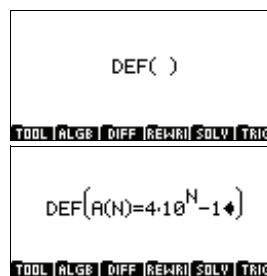 DEF( )
TOOL ALGB DIFF REWRI SOLV TRIG
DEF(A(N)=4·10^N-1◀)
TOOL ALGB DIFF REWRI SOLV TRIG